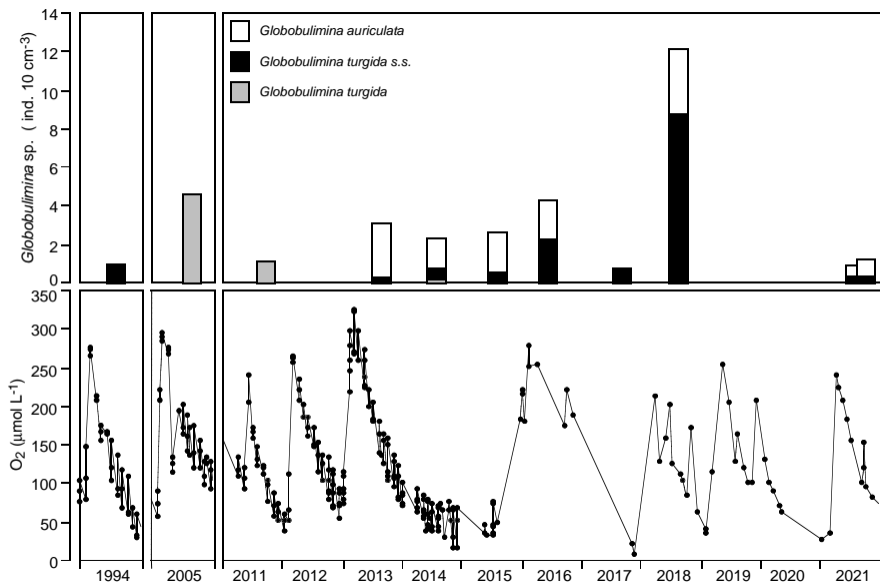 Globobulimina sp. ( ind. 10 cm-3)
14
12
10
8
6
4
2
0
Globobulimina auriculata
Globobulimina turgida s.s.
Globobulimina turgida
O2 (µmol L-1)
350
300
250
200
150
100
50
0
1994 2005 2011 2012 2013 2014 2015 2016 2017 2018 2019 2020 2021